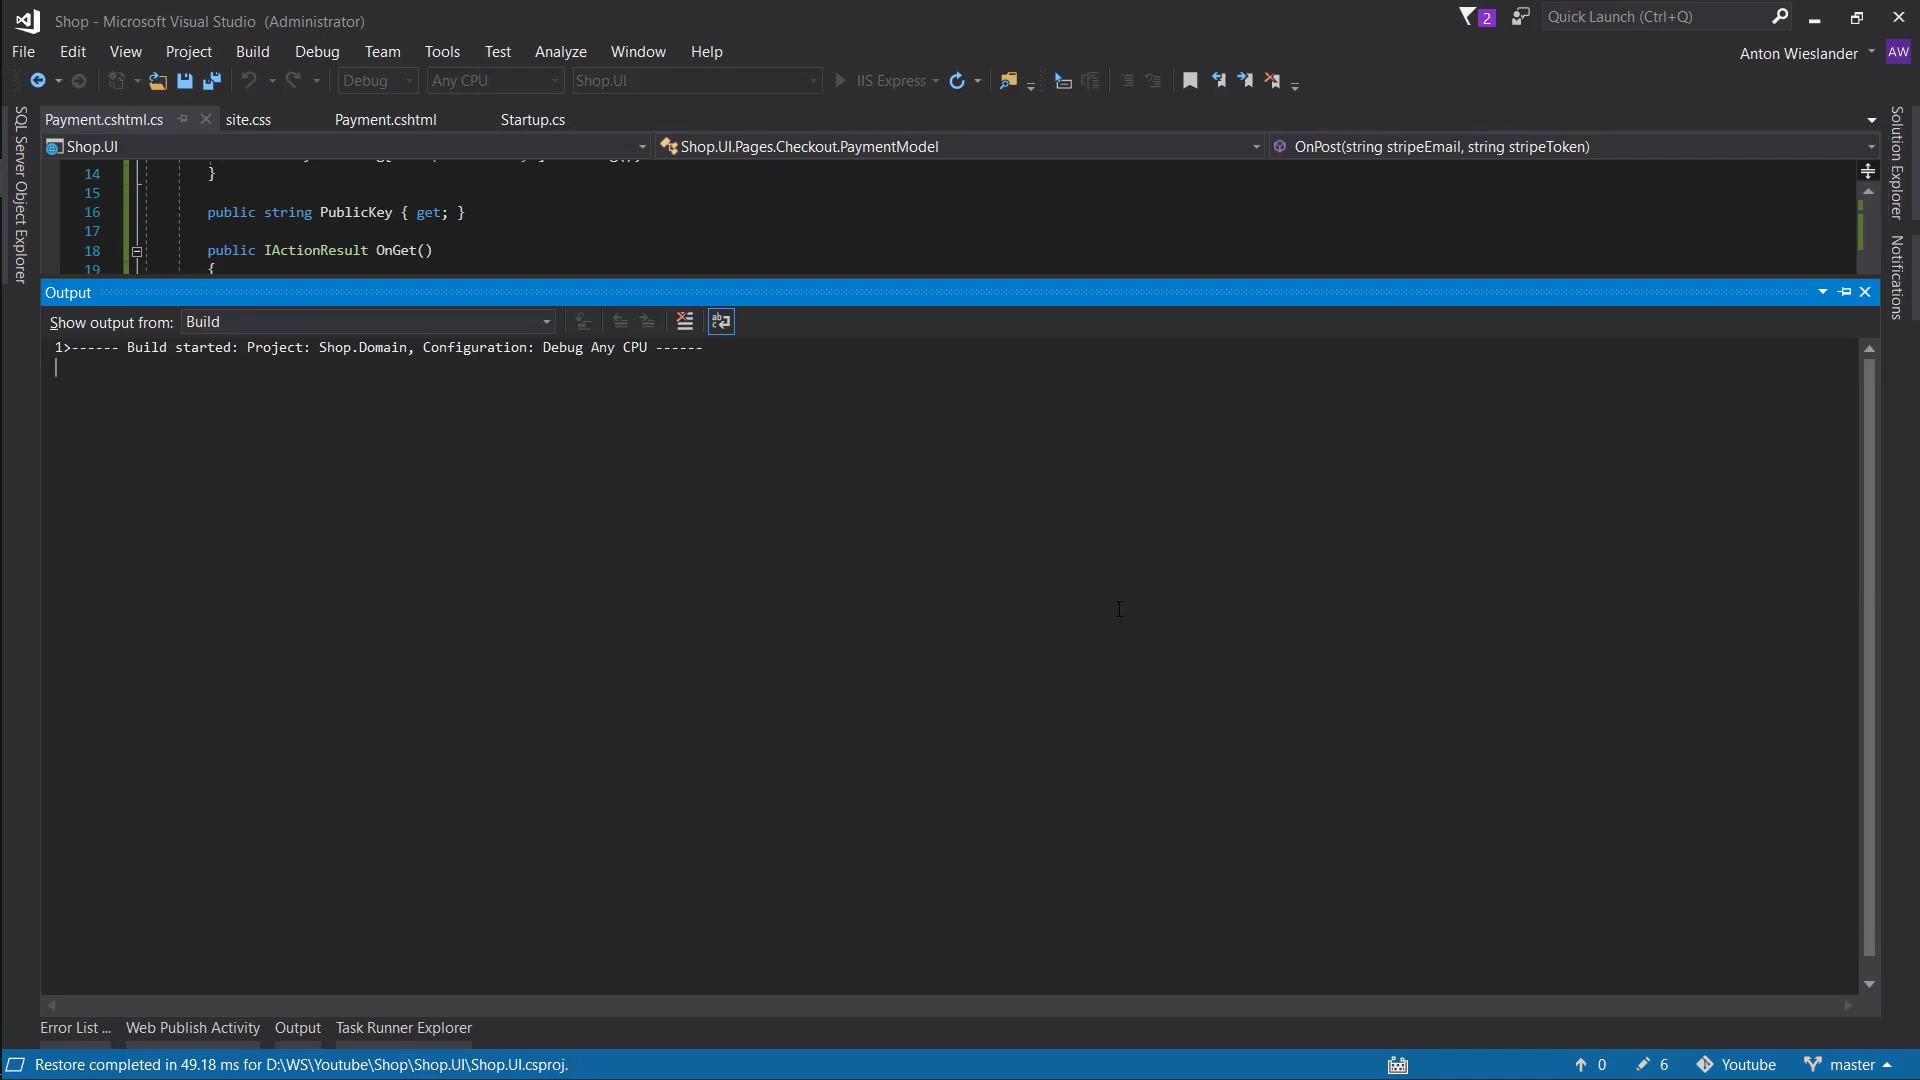 Shop - Microsoft Visual Studio (Administrator)
2
Quick Launch (Ctrl+Q)
File Edit View Project Build Debug Team Tools Test Analyze Window Help
Anton Wieslander AW
Debug Any CPU Shop.UI IIS Express
SQL Server Object Explorer
Payment.cshtml.cs site.css Payment.cshtml Startup.cs
Shop.UI Shop.UI.Pages.Checkout.PaymentModel OnPost(string stripeEmail, string stripeToken)
14 }
15
16 public string PublicKey { get; }
17
18 public IActionResult OnGet()
19 {
Solution Explorer
Notifications
Output
Show output from: Build
1>------ Build started: Project: Shop.Domain, Configuration: Debug Any CPU ------
Error List ... Web Publish Activity Output Task Runner Explorer
Restore completed in 49.18 ms for D:\WS\Youtube\Shop\Shop.UI\Shop.UI.csproj.
0 6 Youtube master